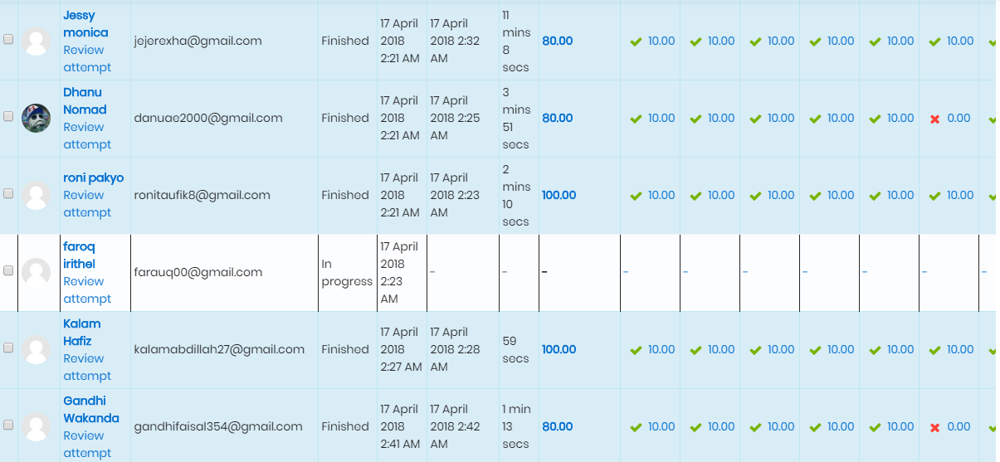 Jessy monica
Review attempt
jejerexha@gmail.com
Finished
17 April 2018 2:21 AM
17 April 2018 2:32 AM
11 mins 8 secs
80.00
10.00
10.00
10.00
10.00
10.00
10.00
Dhanu Nomad
Review attempt
danuae2000@gmail.com
Finished
17 April 2018 2:21 AM
17 April 2018 2:25 AM
3 mins 51 secs
80.00
10.00
10.00
10.00
10.00
10.00
0.00
roni pakyo
Review attempt
ronitaufik8@gmail.com
Finished
17 April 2018 2:21 AM
17 April 2018 2:23 AM
2 mins 10 secs
100.00
10.00
10.00
10.00
10.00
10.00
10.00
faroq irithel
Review attempt
farauq00@gmail.com
In progress
17 April 2018 2:23 AM
-
-
-
-
-
-
-
-
-
-
Kalam Hafiz
Review attempt
kalamabdillah27@gmail.com
Finished
17 April 2018 2:27 AM
17 April 2018 2:28 AM
59 secs
100.00
10.00
10.00
10.00
10.00
10.00
10.00
Gandhi Wakanda
Review attempt
gandhifaisal354@gmail.com
Finished
17 April 2018 2:41 AM
17 April 2018 2:42 AM
1 min 13 secs
80.00
10.00
10.00
10.00
10.00
10.00
0.00